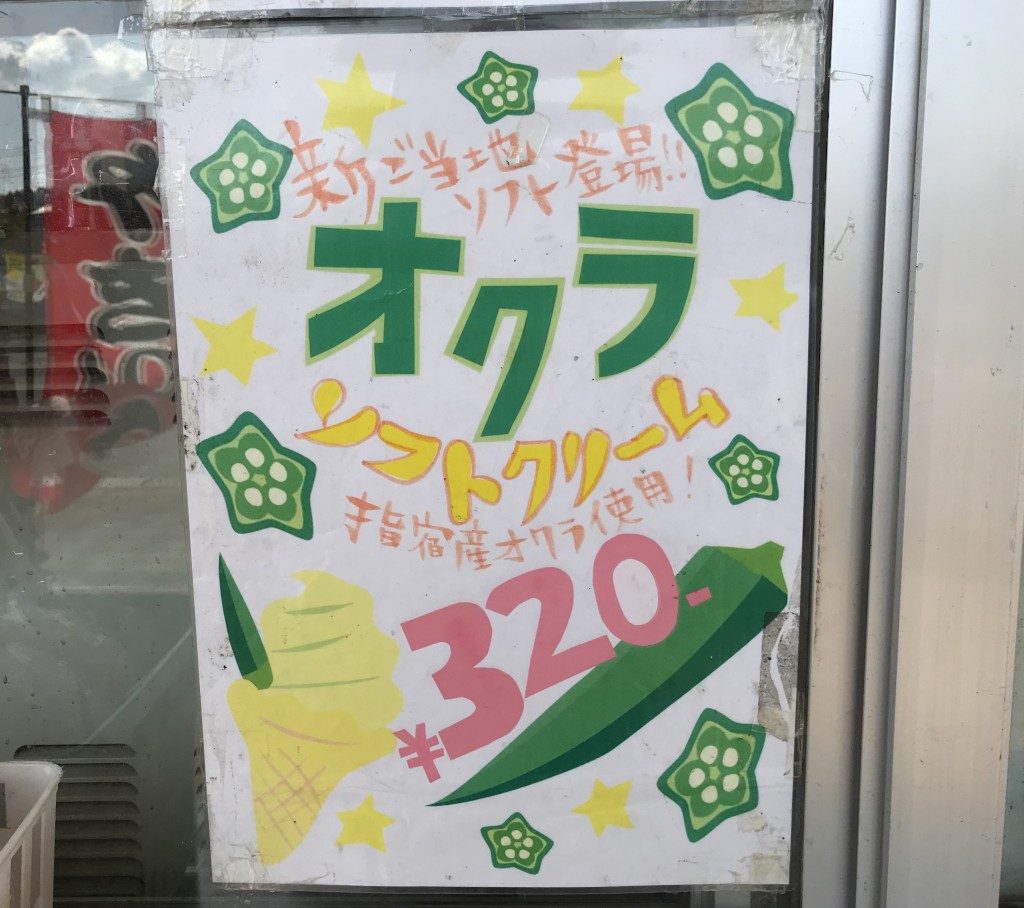 新ご当地
ソフト登場!!
オクラ
ソフトクリーム
指宿産オクラ使用!
¥320-